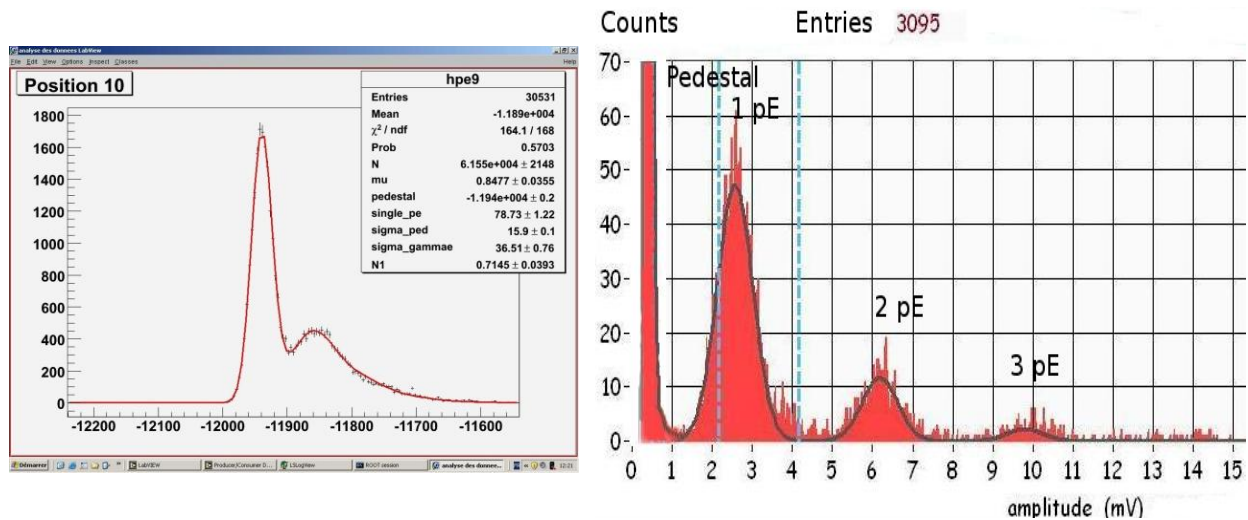 analyse des donnees LabView
File Edit View Options Inspect Classes Help
Position 10
hpe9
Entries 30531
Mean -1.189e+004
χ² / ndf 164.1 / 168
Prob 0.5703
N 6.155e+004 ± 2148
mu 0.8477 ± 0.0355
pedestal -1.194e+004 ± 0.2
single_pe 78.73 ± 1.22
sigma_ped 15.9 ± 0.1
sigma_gammae 36.51 ± 0.76
N1 0.7145 ± 0.0393
1800
1600
1400
1200
1000
800
600
400
200
0
-12200 -12100 -12000 -11900 -11800 -11700 -11600
Démarrer LabVIEW Producer/Consumer D... LSLogView ROOT session analyse des donnee... 12:21
Counts Entries 3095
70
60
50
40
30
20
10
0
Pedestal
1 pE
2 pE
3 pE
0 1 2 3 4 5 6 7 8 9 10 11 12 13 14 15
amplitude (mV)